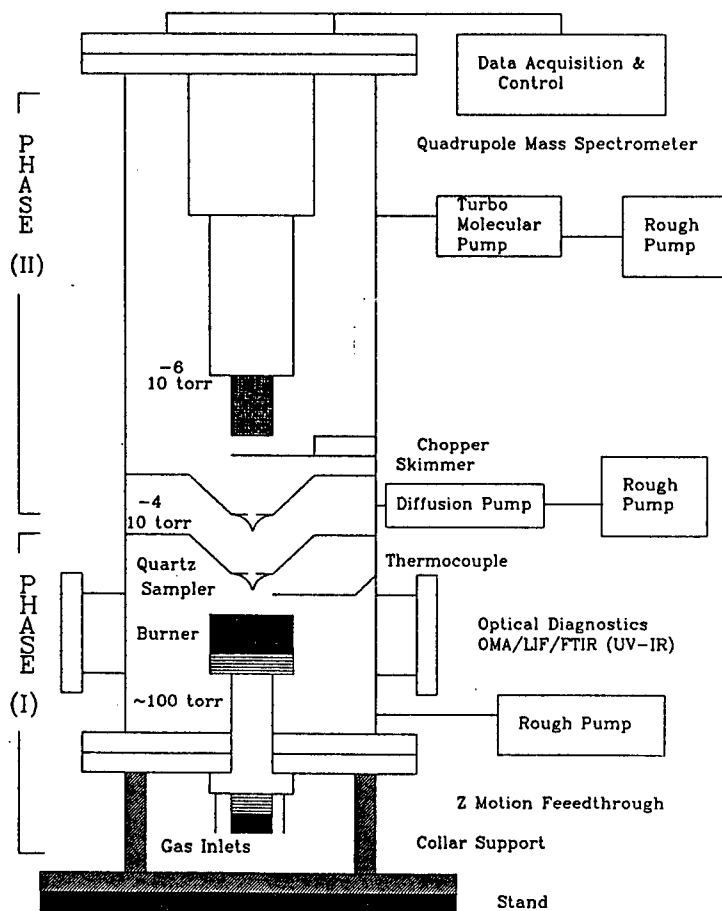 Data Acquisition &
Control
Quadrupole Mass Spectrometer
PHASE
(II)
Turbo
Molecular
Pump
Rough
Pump
-6
10 torr
Chopper
Skimmer
Rough
Pump
-4
10 torr
Diffusion Pump
PHASE
(I)
Quartz
Sampler
Thermocouple
Burner
Optical Diagnostics
OMA/LIF/FTIR (UV-IR)
~100 torr
Rough Pump
Z Motion Feeedthrough
Gas Inlets
Collar Support
Stand